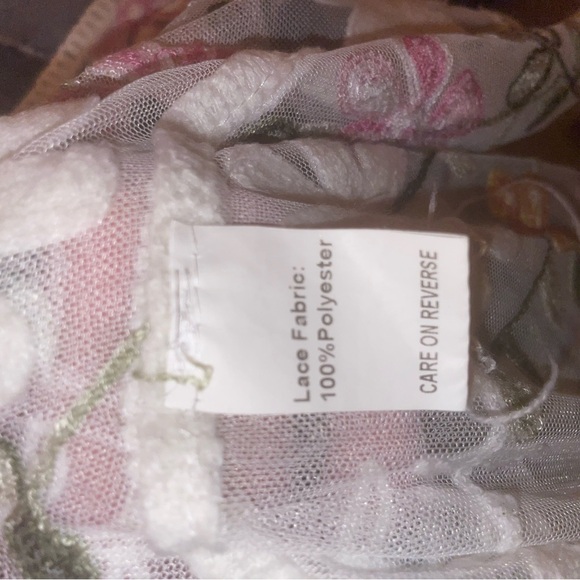 Lace Fabric:
100%Polyester
CARE ON REVERSE